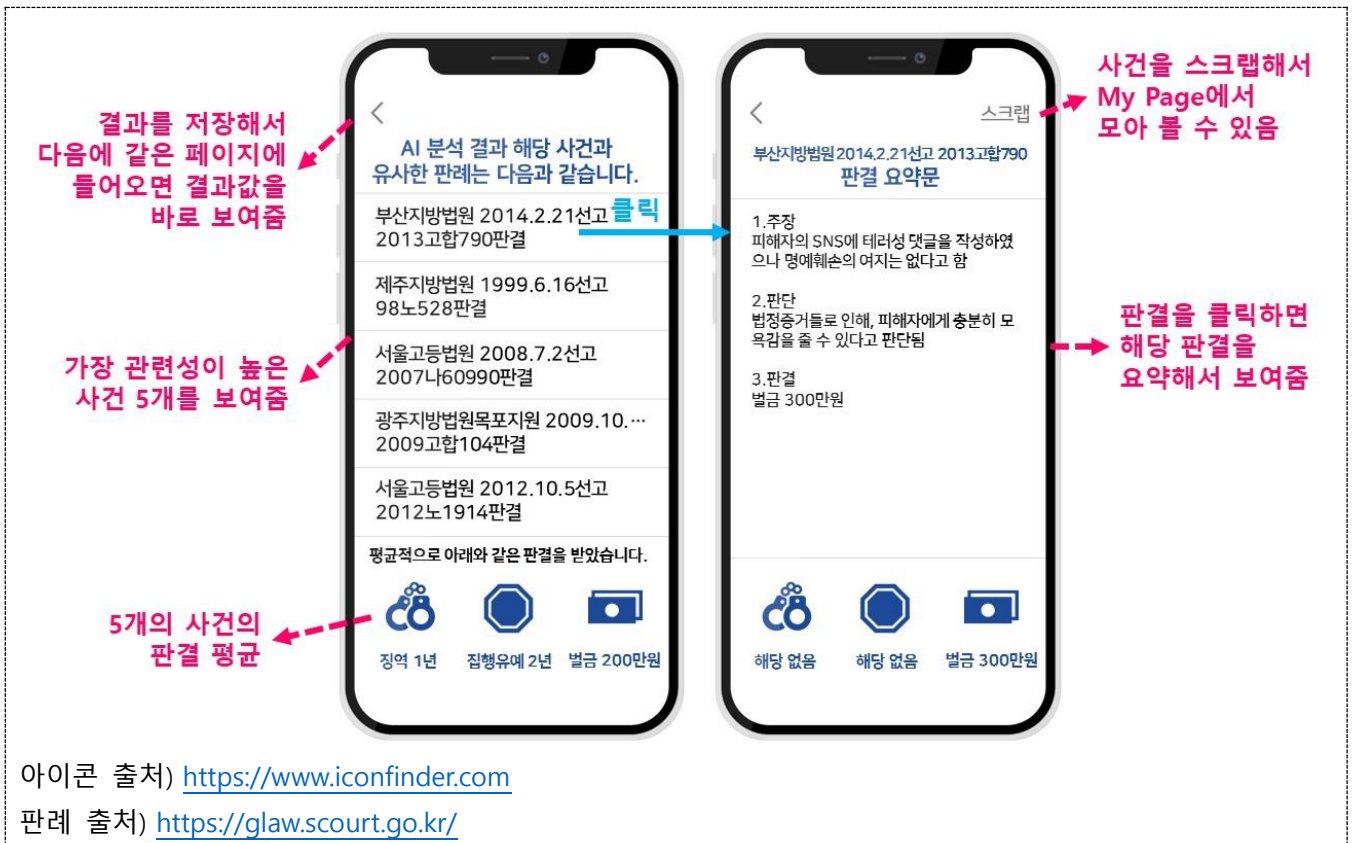 결과를 저장해서
다음에 같은 페이지에
들어오면 결과값을
바로 보여줌
가장 관련성이 높은
사건 5개를 보여줌
5개의 사건의
판결 평균
AI 분석 결과 해당 사건과
유사한 판례는 다음과 같습니다.
부산지방법원 2014.2.21선고
2013고합790판결
클릭
제주지방법원 1999.6.16선고
98노528판결
서울고등법원 2008.7.2선고
2007나60990판결
광주지방법원목포지원 2009.10.…
2009고합104판결
서울고등법원 2012.10.5선고
2012노1914판결
평균적으로 아래와 같은 판결을 받았습니다.
징역 1년 집행유예 2년 벌금 200만원
스크랩
부산지방법원2014.2.21선고 2013고합790
판결 요약문
1.주장
피해자의 SNS에 테러성 댓글을 작성하였
으나 명예훼손의 여지는 없다고 함
2.판단
법정증거들로 인해, 피해자에게 충분히 모
욕감을 줄 수 있다고 판단됨
3.판결
벌금 300만원
해당 없음 해당 없음 벌금 300만원
사건을 스크랩해서
My Page에서
모아 볼 수 있음
판결을 클릭하면
해당 판결을
요약해서 보여줌
아이콘 출처) https://www.iconfinder.com
판례 출처) https://glaw.scourt.go.kr/